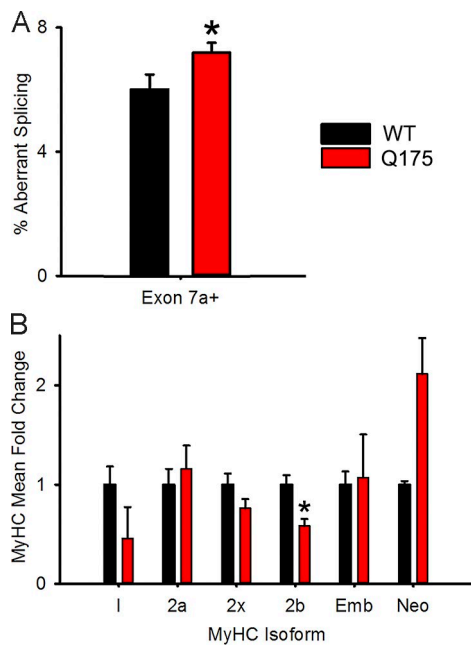 A
% Aberrant Splicing
8
4
0
*
Exon 7a+
WT
Q175
B
MyHC Mean Fold Change
2
1
0
*
I 2a 2x 2b Emb Neo
MyHC Isoform